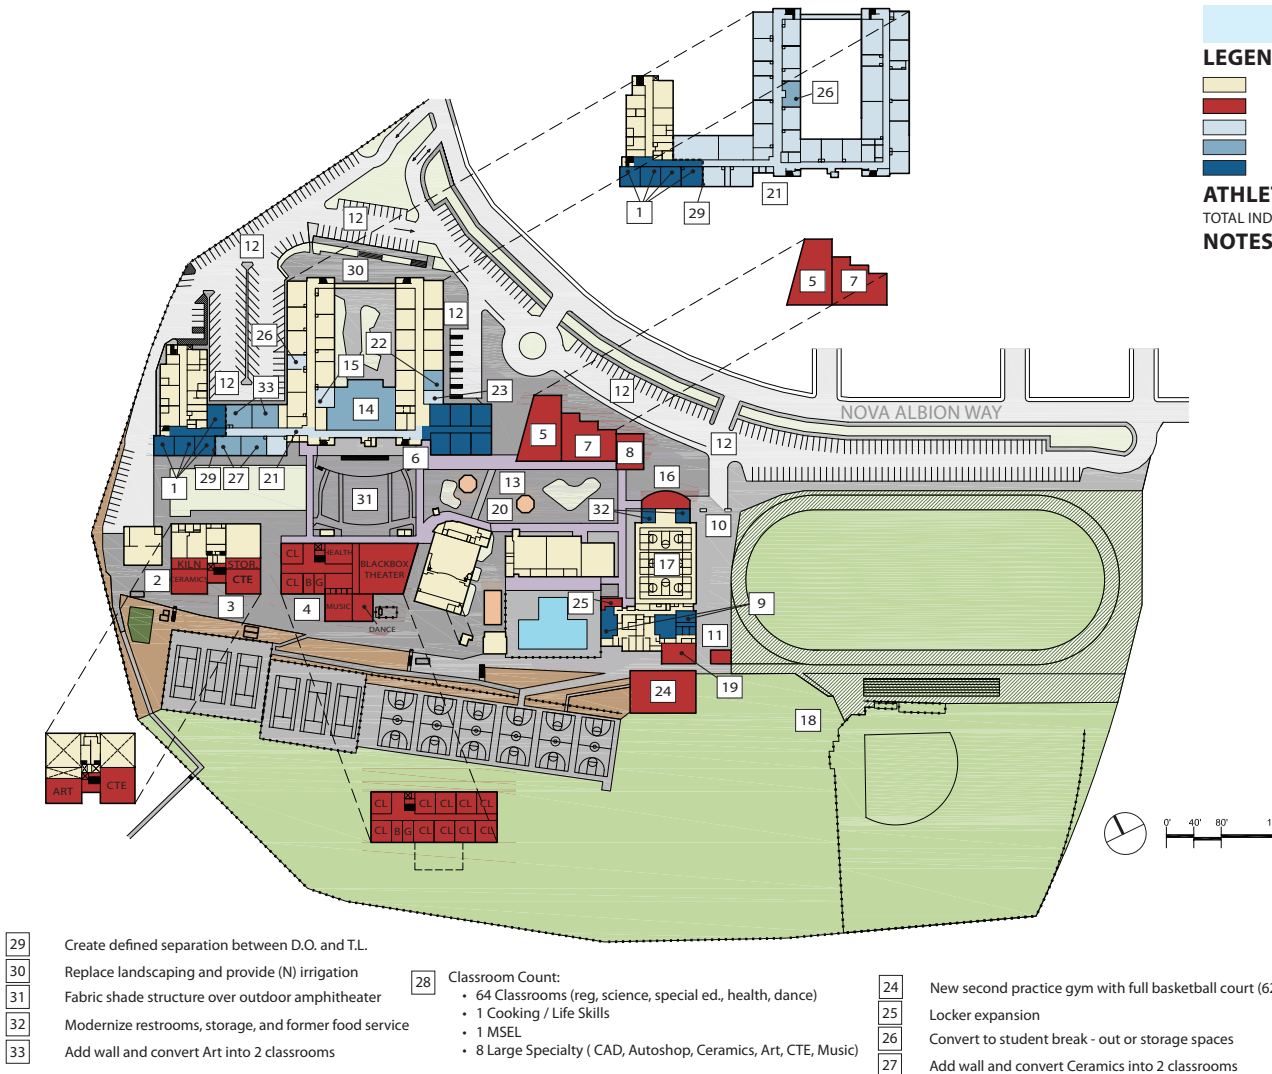 LEGEN
ATHLE
TOTAL IND
NOTES
26
1
29
21
5
7
12
12
30
12
26
22
15
12
33
23
12
14
NOVA ALBION WAY
5
7
8
12
6
1
29
27
21
31
13
20
16
32
10
17
2
KILN
STOR.
CERAMICS
CTE
3
CL
HEALTH
BLACKBOX
THEATER
CL
B
G
4
MUSIC
DANCE
25
9
11
19
24
18
ART
CTE
CL
CL
CL
CL
CL
CL
B
G
CL
CL
CL
CL
0'
40'
80'
29
Create defined separation between D.O. and T.L.
30
Replace landscaping and provide (N) irrigation
31
Fabric shade structure over outdoor amphitheater
32
Modernize restrooms, storage, and former food service
33
Add wall and convert Art into 2 classrooms
28
Classroom Count:
• 64 Classrooms (reg, science, special ed., health, dance)
• 1 Cooking / Life Skills
• 1 MSEL
• 8 Large Specialty ( CAD, Autoshop, Ceramics, Art, CTE, Music)
24
New second practice gym with full basketball court (62
25
Locker expansion
26
Convert to student break - out or storage spaces
27
Add wall and convert Ceramics into 2 classrooms